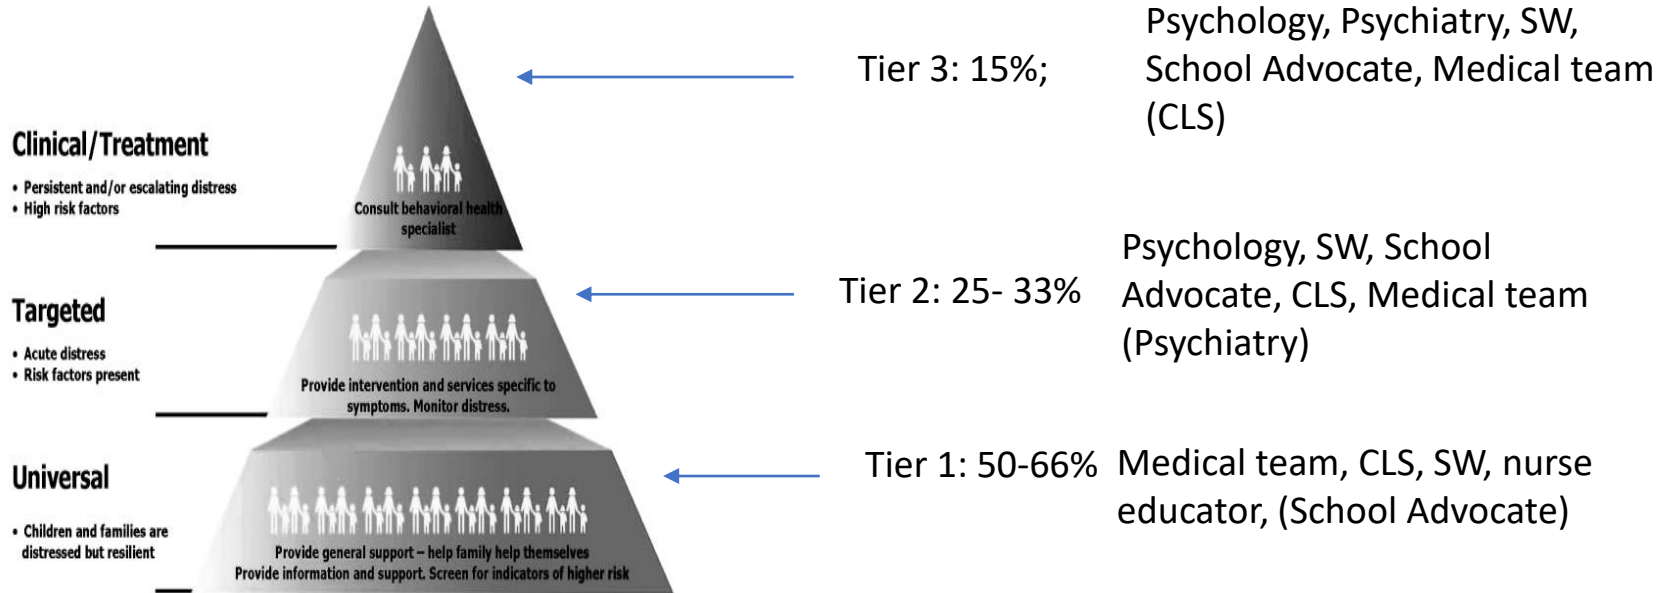 Psychology, Psychiatry, SW,
School Advocate, Medical team
(CLS)
Tier 3: 15%;
Clinical/Treatment
• Persistent and/or escalating distress
• High risk factors
Consult behavioral health
specialist
Psychology, SW, School
Advocate, CLS, Medical team
(Psychiatry)
Tier 2: 25- 33%
Targeted
• Acute distress
• Risk factors present
Provide intervention and services specific to
symptoms. Monitor distress.
Tier 1: 50-66%
Medical team, CLS, SW, nurse
educator, (School Advocate)
Universal
• Children and families are
distressed but resilient
Provide general support – help family help themselves
Provide information and support. Screen for indicators of higher risk